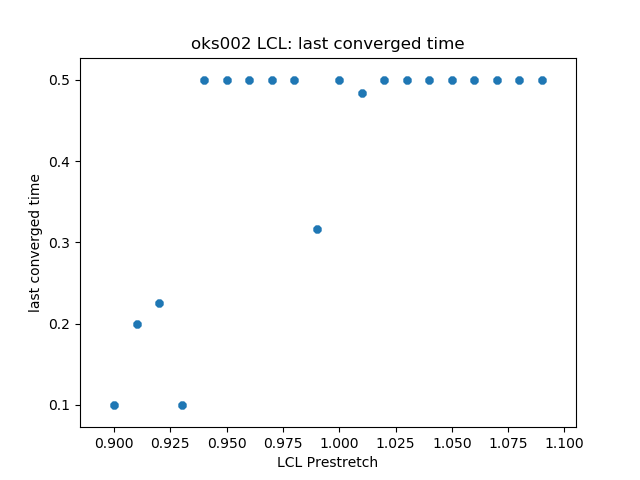 oks002 LCL: last converged time
0.5
0.4
0.3
0.2
0.1
last converged time
0.900 0.925 0.950 0.975 1.000 1.025 1.050 1.075 1.100
LCL Prestretch